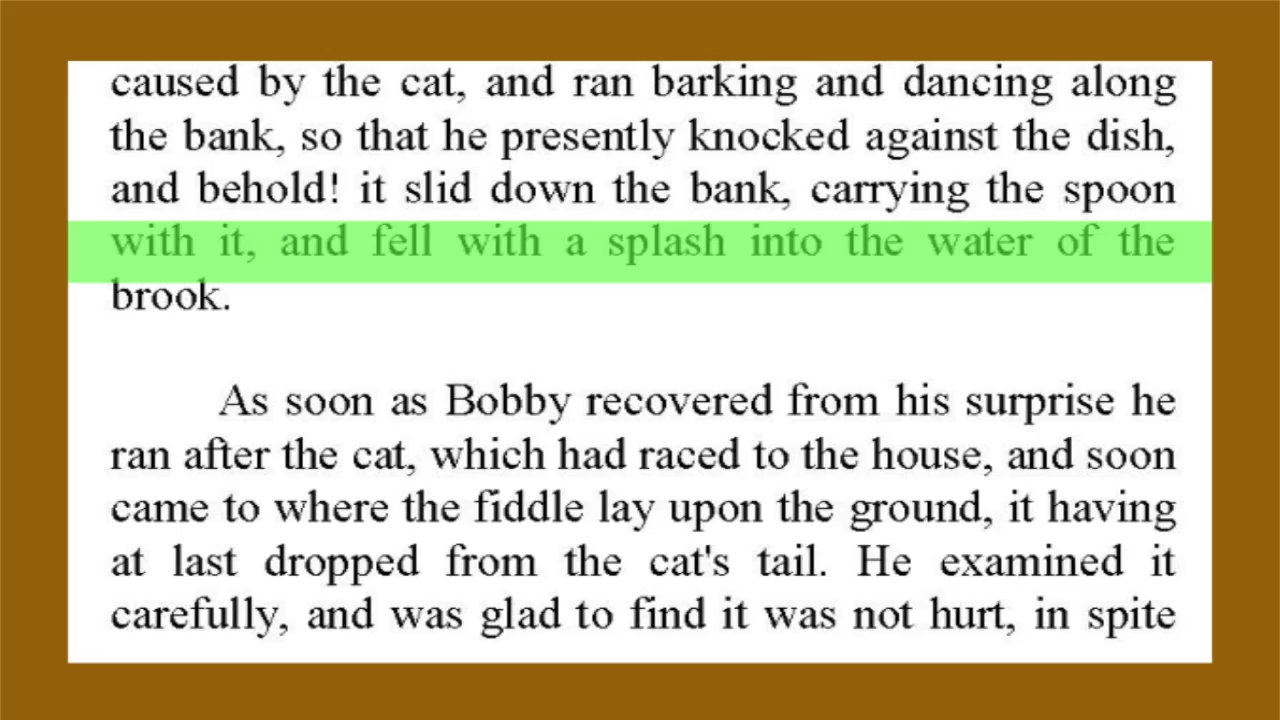 caused by the cat, and ran barking and dancing along
the bank, so that he presently knocked against the dish,
and behold! it slid down the bank, carrying the spoon
with it, and fell with a splash into the water of the
brook.
As soon as Bobby recovered from his surprise he
ran after the cat, which had raced to the house, and soon
came to where the fiddle lay upon the ground, it having
at last dropped from the cat's tail. He examined it
carefully, and was glad to find it was not hurt, in spite